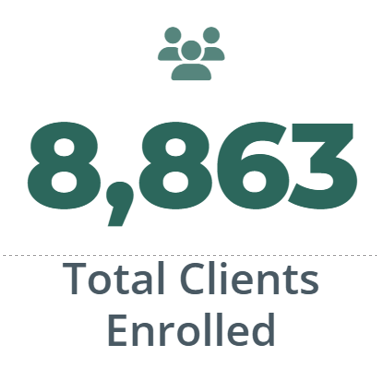 8,863
Total Clients
Enrolled